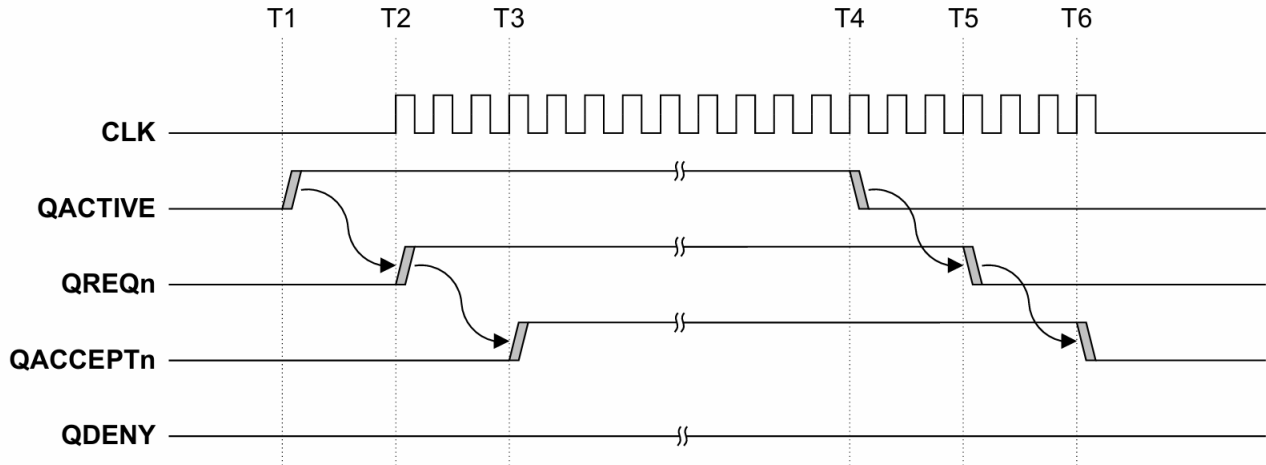 T1 T2 T3 T4 T5 T6
CLK
QACTIVE
QREQn
QACCEPTn
QDENY